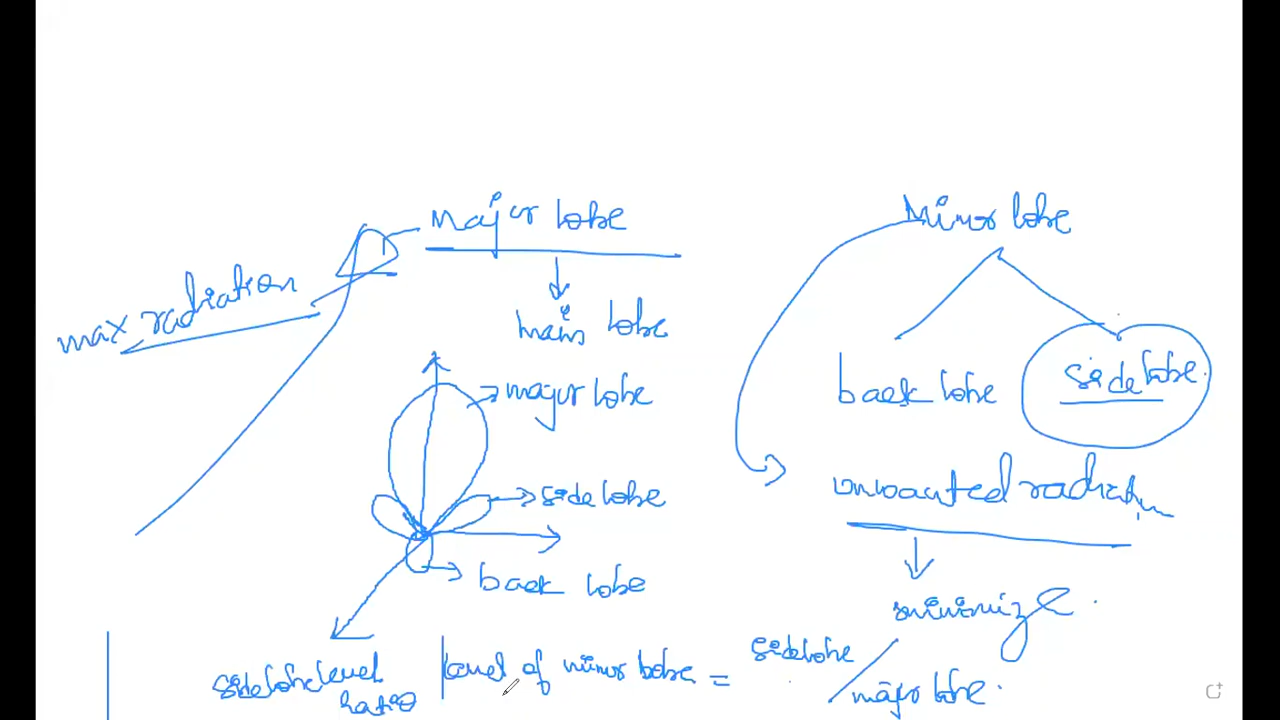 Major lobe
Minor lobe
max radiation
main lobe
back lobe
side lobe.
major lobe
side lobe
unwanted radiation
back lobe
minimize.
side lobe level
ratio
level of minor lobe = side lobe / major lobe.